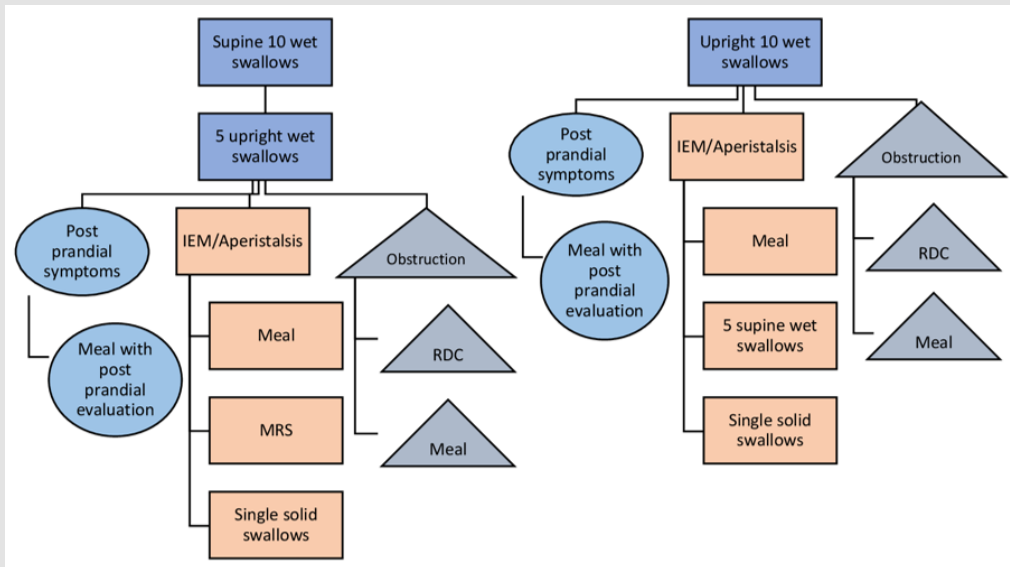 Supine 10 wet
swallows
5 upright wet
swallows
Post
prandial
symptoms
Meal with
post
prandial
evaluation
IEM/Aperistalsis
Meal
MRS
Single solid
swallows
Obstruction
RDC
Meal
Upright 10 wet
swallows
Post
prandial
symptoms
Meal with
post
prandial
evaluation
IEM/Aperistalsis
Meal
5 supine wet
swallows
Single solid
swallows
Obstruction
RDC
Meal